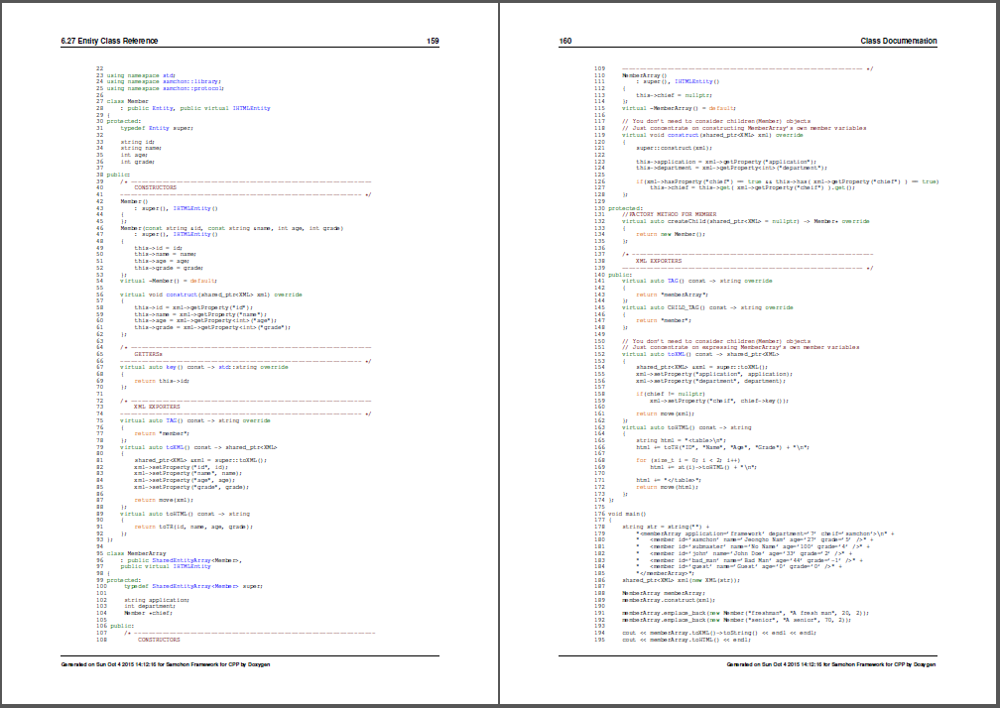 6.27 Entity Class Reference 159
22
23 using namespace std;
24 using namespace samchon::library;
25 using namespace samchon::protocol;
26
27 class Member
28 : public Entity, public virtual IHTMLEntity
29 {
30 protected:
31 typedef Entity super;
32
33 string id;
34 string name;
35 int age;
36 int grade;
37
38 public:
39 /* -----------------------------------------------------------
40 CONSTRUCTORS
41 ----------------------------------------------------------- */
42 Member()
43 : super(), IHTMLEntity()
44 {
45 };
46 Member(const string &id, const string &name, int age, int grade)
47 : super(), IHTMLEntity()
48 {
49 this->id = id;
50 this->name = name;
51 this->age = age;
52 this->grade = grade;
53 };
54 virtual ~Member() = default;
55
56 virtual void construct(shared_ptr<XML> xml) override
57 {
58 this->id = xml->getProperty("id");
59 this->name = xml->getProperty("name");
60 this->age = xml->getProperty<int>("age");
61 this->grade = xml->getProperty<int>("grade");
62 };
63
64 /* -----------------------------------------------------------
65 GETTERs
66 ----------------------------------------------------------- */
67 virtual auto key() const -> std::string override
68 {
69 return this->id;
70 };
71
72 /* -----------------------------------------------------------
73 XML EXPORTERS
74 ----------------------------------------------------------- */
75 virtual auto TAG() const -> string override
76 {
77 return "member";
78 };
79 virtual auto toXML() const -> shared_ptr<XML>
80 {
81 shared_ptr<XML> &xml = super::toXML();
82 xml->setProperty("id", id);
83 xml->setProperty("name", name);
84 xml->setProperty("age", age);
85 xml->setProperty("grade", grade);
86
87 return move(xml);
88 };
89 virtual auto toHTML() const -> string
90 {
91 return toTR(id, name, age, grade);
92 };
93 };
94
95 class MemberArray
96 : public SharedEntityArray<Member>,
97 public virtual IHTMLEntity
98 {
99 protected:
100 typedef SharedEntityArray<Member> super;
101
102 string application;
103 int department;
104 Member *chief;
105
106 public:
107 /* -----------------------------------------------------------
108 CONSTRUCTORS
Generated on Sun Oct 4 2015 14:12:16 for Samchon Framework for CPP by Doxygen
160 Class Documentation
109 ----------------------------------------------------------- */
110 MemberArray()
111 : super(), IHTMLEntity()
112 {
113 this->chief = nullptr;
114 };
115 virtual ~MemberArray() = default;
116
117 // You don't need to consider children(Member) objects
118 // Just concentrate on constructing MemberArray's own member variables
119 virtual void construct(shared_ptr<XML> xml) override
120 {
121 super::construct(xml);
122
123 this->application = xml->getProperty("application");
124 this->department = xml->getProperty<int>("department");
125
126 if(xml->hasProperty("chief") == true && this->has( xml->getProperty("chief") ) == true)
127 this->chief = this->get( xml->getProperty("chief") ).get();
128 };
129
130 protected:
131 //FACTORY METHOD FOR MEMBER
132 virtual auto createChild(shared_ptr<XML> = nullptr) -> Member* override
133 {
134 return new Member();
135 };
136
137 /* -----------------------------------------------------------
138 XML EXPORTERS
139 ----------------------------------------------------------- */
140 public:
141 virtual auto TAG() const -> string override
142 {
143 return "memberArray";
144 };
145 virtual auto CHILD_TAG() const -> string override
146 {
147 return "member";
148 };
149
150 // You don't need to consider children(Member) objects
151 // Just concentrate on expressing MemberArray's own member variables
152 virtual auto toXML() const -> shared_ptr<XML>
153 {
154 shared_ptr<XML> &xml = super::toXML();
155 xml->setProperty("application", application);
156 xml->setProperty("department", department);
157
158 if(chief != nullptr)
159 xml->setProperty("cheif", chief->key());
160
161 return move(xml);
162 };
163 virtual auto toHTML() const -> string
164 {
165 string html = "<table>\n";
166 html += toTH("ID", "Name", "Age", "Grade") + "\n";
167
168 for (size_t i = 0; i < 2; i++)
169 html += at(i)->toHTML() + "\n";
170
171 html += "</table>";
172 return move(html);
173 };
174 };
175
176 void main()
177 {
178 string str = string("") +
179 "<memberArray application='framework' department='7' cheif='samchon'>\n" +
180 " <member id='samchon' name='Jeongho Nam' age='27' grade='5' />" +
181 " <member id='submaster' name='No Name' age='100' grade='4' />" +
182 " <member id='john' name='John Doe' age='33' grade='2' />" +
183 " <member id='bad_man' name='Bad Man' age='44' grade='-1' />" +
184 " <member id='guest' name='Guest' age='0' grade='0' />" +
185 "</memberArray>";
186 shared_ptr<XML> xml(new XML(str));
187
188 MemberArray memberArray;
189 memberArray.construct(xml);
190
191 memberArray.emplace_back(new Member("freshman", "A fresh man", 20, 2));
192 memberArray.emplace_back(new Member("senior", "A senior", 70, 2));
193
194 cout << memberArray.toXML()->toString() << endl << endl;
195 cout << memberArray.toHTML() << endl;
Generated on Sun Oct 4 2015 14:12:16 for Samchon Framework for CPP by Doxygen